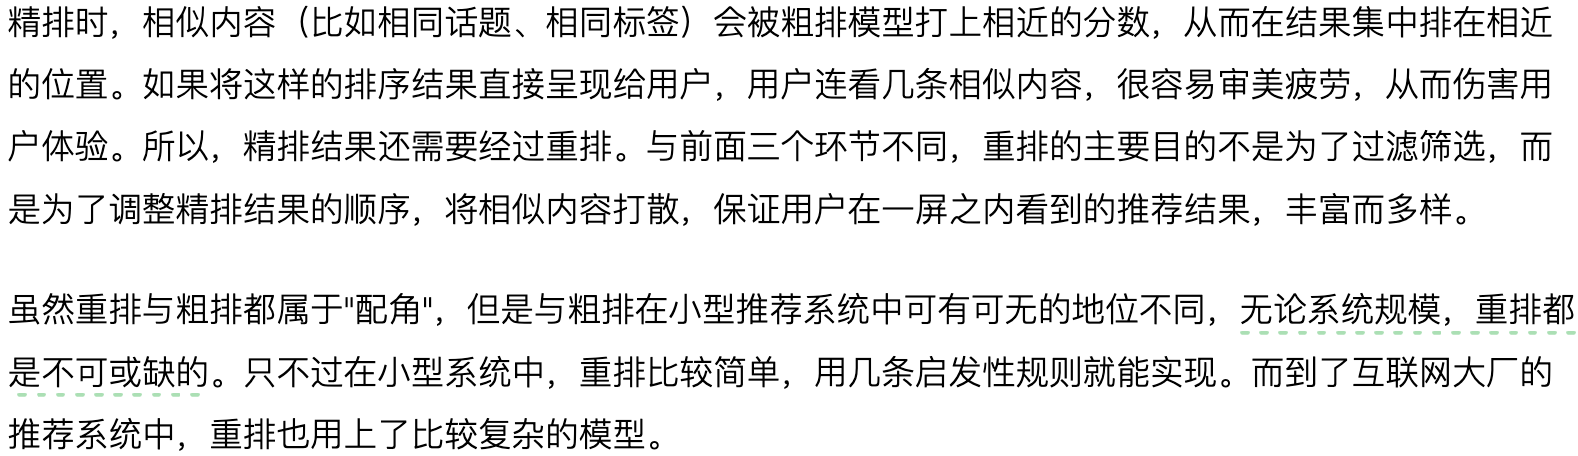 精排时，相似内容（比如相同话题、相同标签）会被粗排模型打上相近的分数，从而在结果集中排在相近
的位置。如果将这样的排序结果直接呈现给用户，用户连看几条相似内容，很容易审美疲劳，从而伤害用
户体验。所以，精排结果还需要经过重排。与前面三个环节不同，重排的主要目的不是为了过滤筛选，而
是为了调整精排结果的顺序，将相似内容打散，保证用户在一屏之内看到的推荐结果，丰富而多样。
虽然重排与粗排都属于"配角"，但是与粗排在小型推荐系统中可有可无的地位不同，无论系统规模，重排都
是不可或缺的。只不过在小型系统中，重排比较简单，用几条启发性规则就能实现。而到了互联网大厂的
推荐系统中，重排也用上了比较复杂的模型。